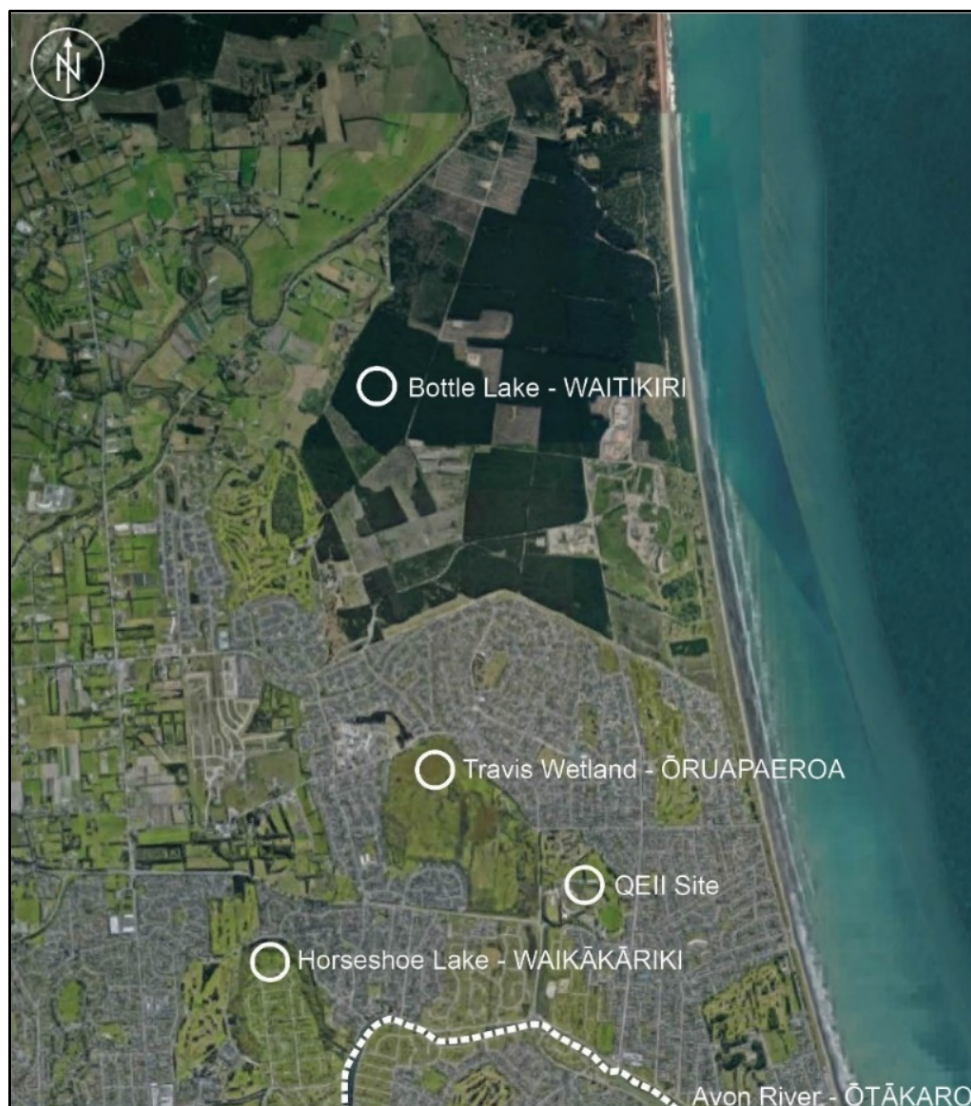 N
Bottle Lake - WAITIKIRI
Travis Wetland - ŌRUAPAEROA
QEII Site
Horseshoe Lake - WAIKĀKĀRIKI
Avon River - ŌTĀKARO